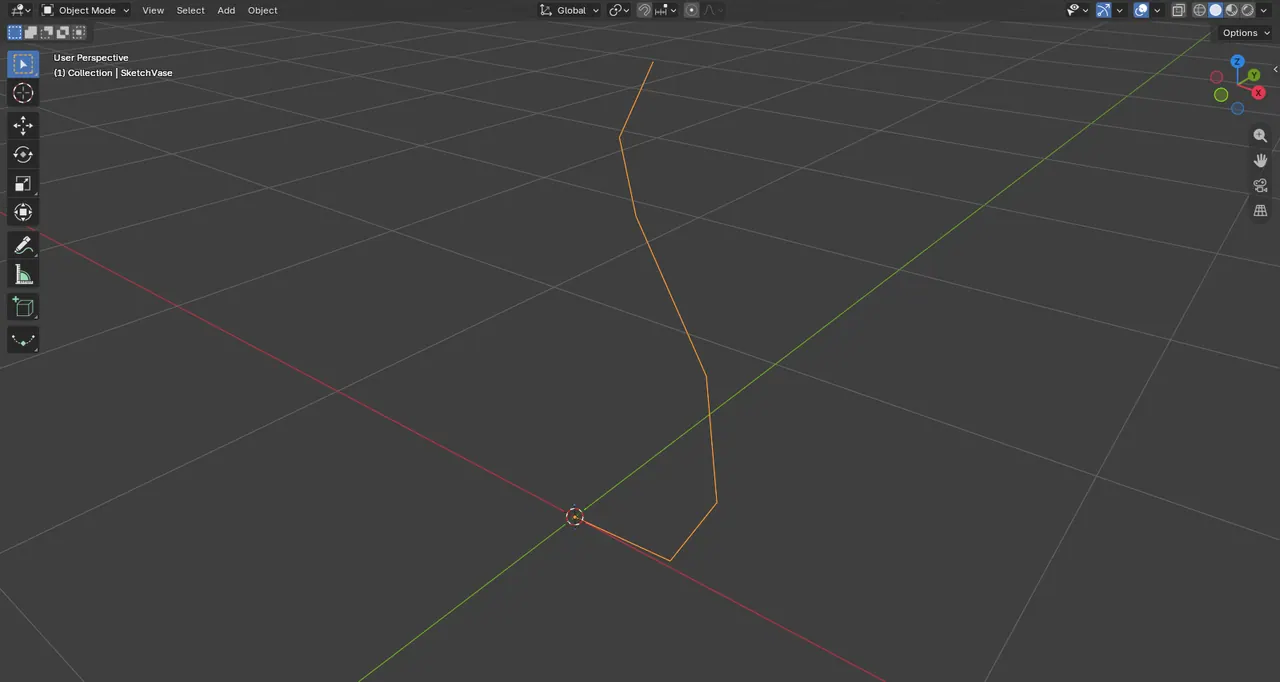 Object Mode View Select Add Object Global
Options
User Perspective
(1) Collection | SketchVase
Z
Y
X